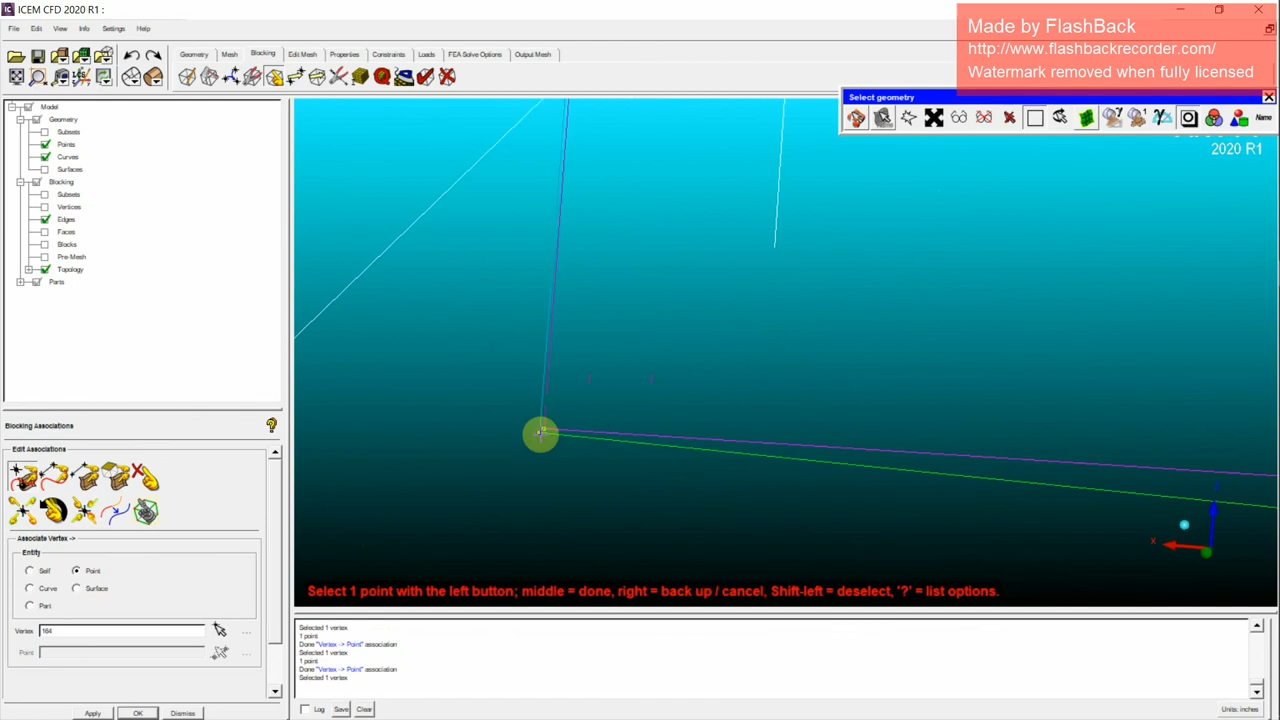 ICEM CFD 2020 R1 :
Made by FlashBack
http://www.flashbackrecorder.com/
Watermark removed when fully licensed
File Edit View Info Settings Help
Geometry Mesh Blocking Edit Mesh Properties Constraints Loads FEA Solve Options Output Mesh
Select geometry
Name
2020 R1
Model
Geometry
Subsets
Points
Curves
Surfaces
Blocking
Subsets
Vertices
Edges
Faces
Blocks
Pre-Mesh
Topology
Parts
Blocking Associations
Edit Associations
Associate Vertex ->
Entity
Self Point
Curve Surface
Part
Vertex 164
Point
Apply OK Dismiss
X
Select 1 point with the left button; middle = done, right = back up / cancel, Shift-left = deselect, '?' = list options.
Selected 1 vertex
1 point
Done "Vertex -> Point" association
Selected 1 vertex
1 point
Done "Vertex -> Point" association
Selected 1 vertex
Log Save Clear
Units: inches